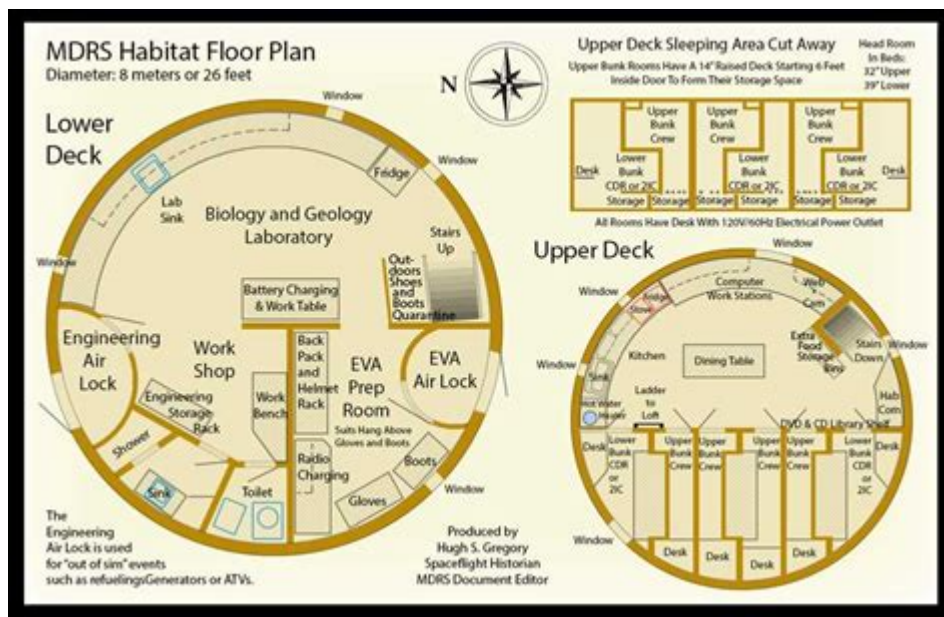 MDRS Habitat Floor Plan
Diameter: 8 meters or 26 feet
Lower
Deck
N
Window
Window
Window
Lab
Sink
Fridge
Biology and Geology
Laboratory
Stairs
Up
Out-
doors
Shoes
and
Boots
Quarantine
Battery Charging
& Work Table
Engineering
Air
Lock
Work
Shop
Engineering
Storage
Rack
Work
Bench
Back
Pack
and
Helmet
Rack
EVA
Prep
Room
Suits Hang Above
Gloves and Boots
EVA
Air Lock
Shower
Sink
Toilet
Radio
Charging
Boots
Gloves
Window
The
Engineering
Air Lock is used
for "out of sim" events
such as refuelingsGenerators or ATVs.
Produced by
Hugh S. Gregory
Spaceflight Historian
MDRS Document Editor
Upper Deck Sleeping Area Cut Away
Upper Bunk Rooms Have A 14" Raised Deck Starting 6 Feet
Inside Door To Form Their Storage Space
Head Room
In Beds:
32" Upper
39" Lower
Upper
Bunk
Crew
Upper
Bunk
Crew
Upper
Bunk
Crew
Desk
Lower
Bunk
CDR or 2IC
Lower
Bunk
CDR or 2IC
Lower
Bunk
CDR or 2IC
Desk
Storage
Storage
Storage
Storage
Storage
Storage
All Rooms Have Desk With 120V/60Hz Electrical Power Outlet
Upper Deck
Window
Window
Window
Window
Window
Computer
Work Stations
Web
Cam
Fridge
Stove
Extra
Food
Storage
Bins
Stairs
Down
Kitchen
Dining Table
Sink
Hot Water
Heater
Ladder
to
Loft
Hab
Com
DVD & CD Library Shelf
Desk
Lower
Bunk
CDR
or
2IC
Upper
Bunk
Crew
Upper
Bunk
Crew
Upper
Bunk
Crew
Lower
Bunk
CDR
or
2IC
Desk
Desk
Desk
Desk
Desk